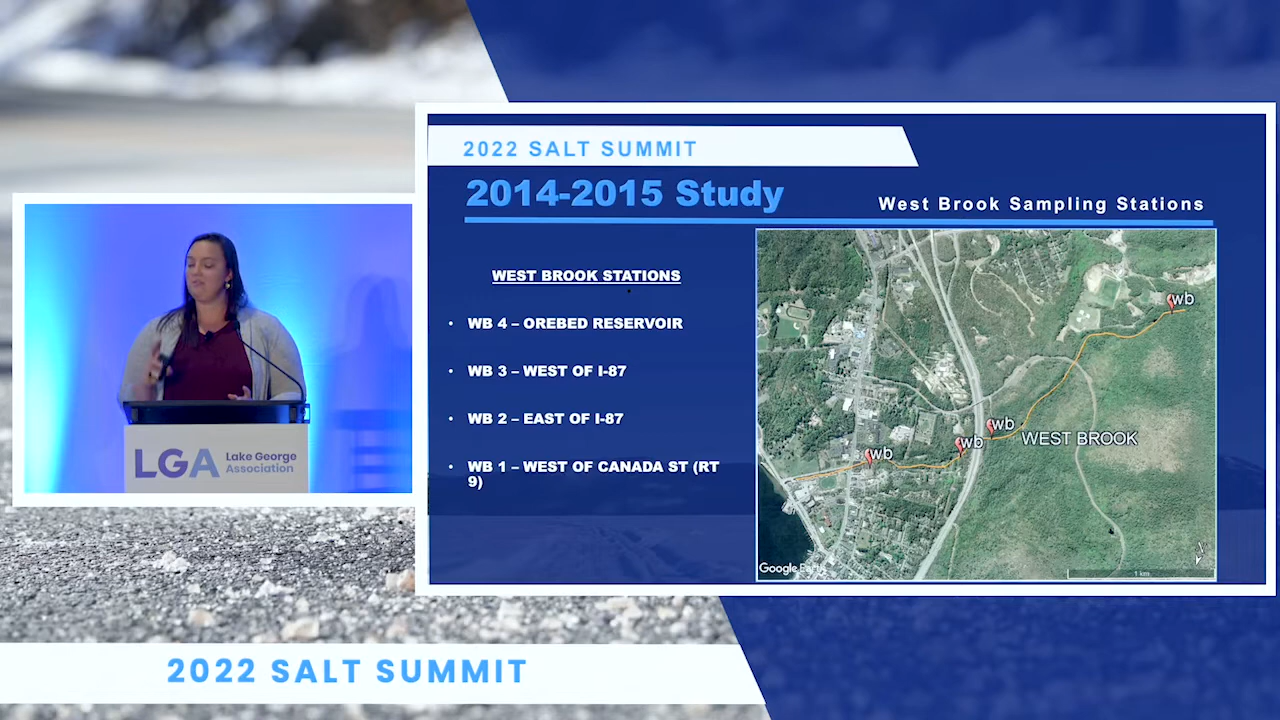 2022 SALT SUMMIT
2014-2015 Study
West Brook Sampling Stations
WEST BROOK STATIONS
• WB 4 – OREBED RESERVOIR
• WB 3 – WEST OF I-87
• WB 2 – EAST OF I-87
• WB 1 – WEST OF CANADA ST (RT
9)
wb
wb
WEST BROOK
wb
wb
Google Earth
1 km
LGA
Lake George
Association
2022 SALT SUMMIT